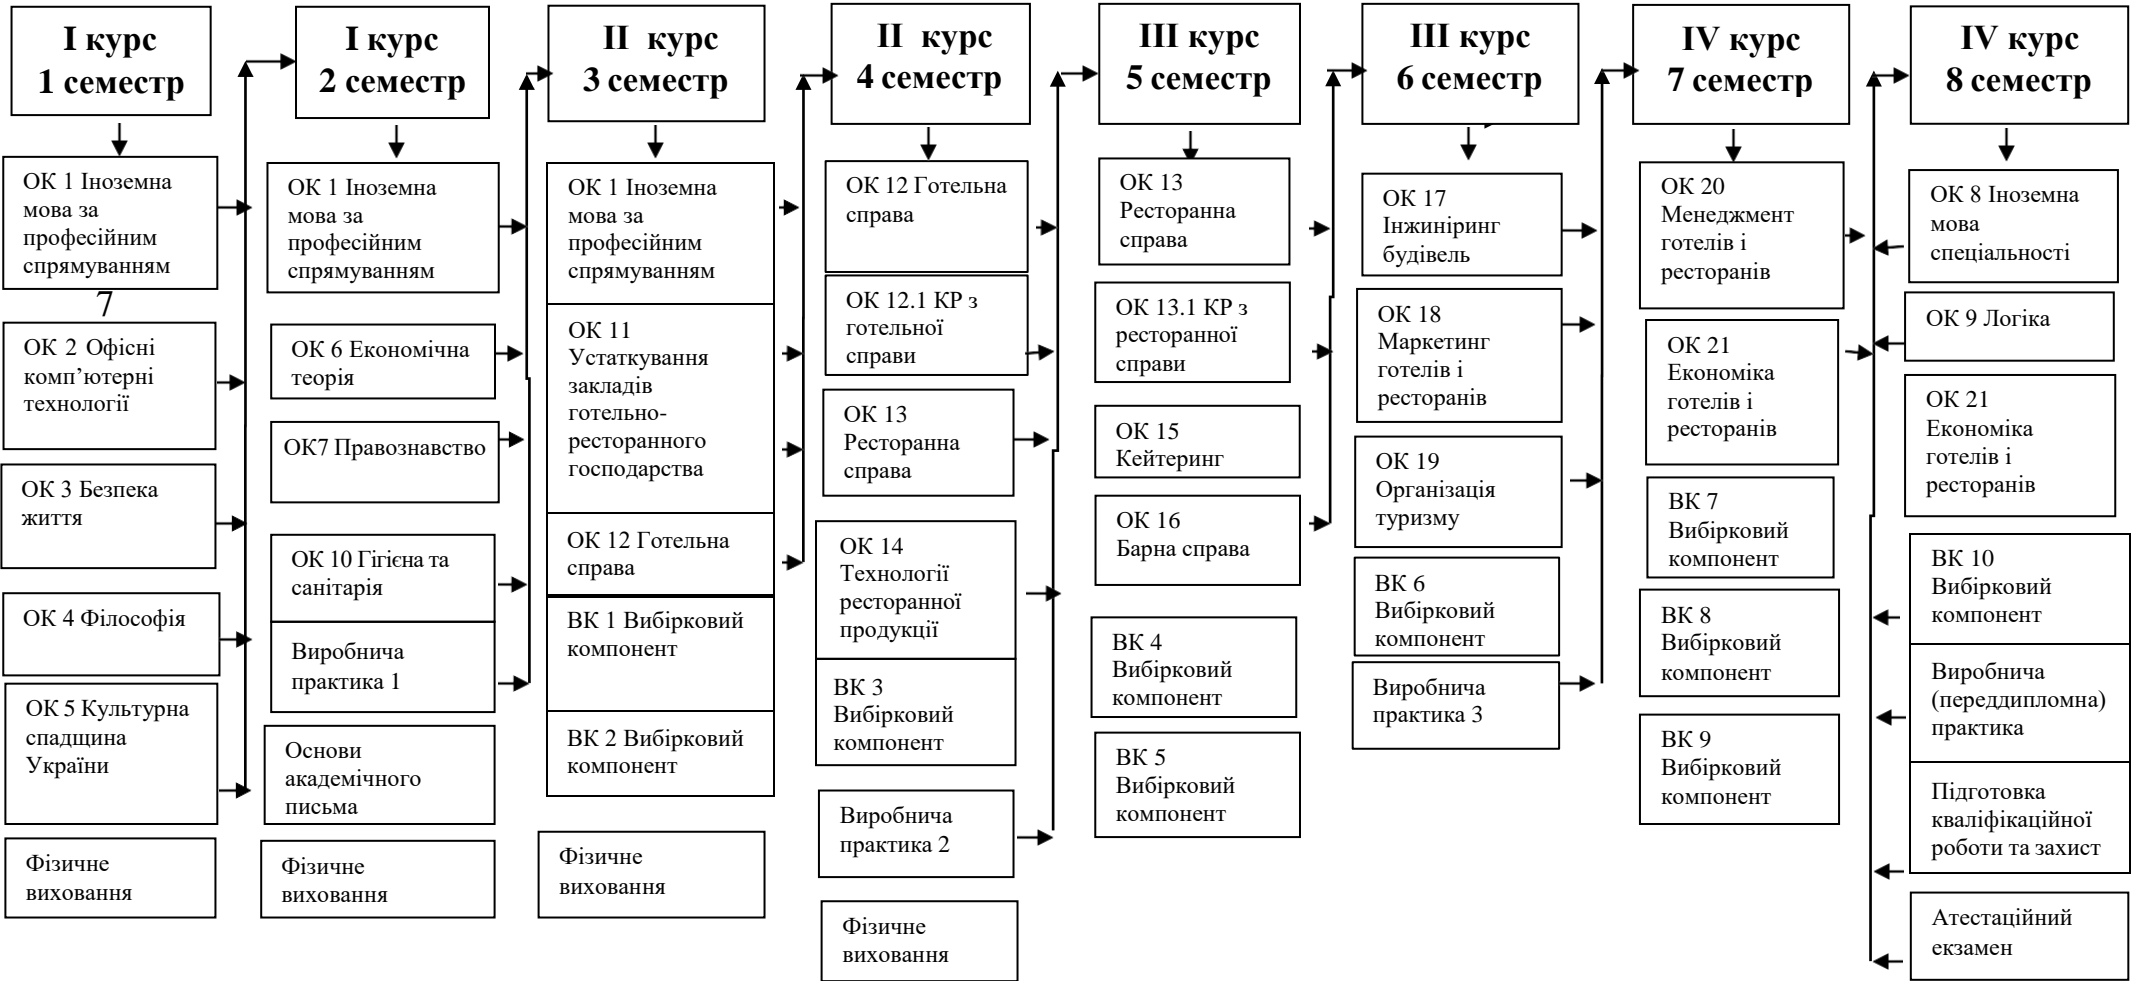 I курс
1 семестр
ОК 1 Іноземна
мова за
професійним
спрямуванням
7
ОК 2 Офісні
комп’ютерні
технології
ОК 3 Безпека
життя
ОК 4 Філософія
ОК 5 Культурна
спадщина
України
Фізичне
виховання
I курс
2 семестр
ОК 1 Іноземна
мова за
професійним
спрямуванням
ОК 6 Економічна
теорія
ОК7 Правознавство
ОК 10 Гігієна та
санітарія
Виробнича
практика 1
Основи
академічного
письма
Фізичне
виховання
II курс
3 семестр
ОК 1 Іноземна
мова за
професійним
спрямуванням
ОК 11
Устаткування
закладів
готельно-
ресторанного
господарства
ОК 12 Готельна
справа
ВК 1 Вибірковий
компонент
ВК 2 Вибірковий
компонент
Фізичне
виховання
II курс
4 семестр
ОК 12 Готельна
справа
ОК 12.1 КР з
готельної
справи
ОК 13
Ресторанна
справа
ОК 14
Технології
ресторанної
продукції
ВК 3
Вибірковий
компонент
Виробнича
практика 2
Фізичне
виховання
III курс
5 семестр
ОК 13
Ресторанна
справа
ОК 13.1 КР з
ресторанної
справи
ОК 15
Кейтеринг
ОК 16
Барна справа
ВК 4
Вибірковий
компонент
ВК 5
Вибірковий
компонент
III курс
6 семестр
ОК 17
Інжиніринг
будівель
ОК 18
Маркетинг
готелів і
ресторанів
ОК 19
Організація
туризму
ВК 6
Вибірковий
компонент
Виробнича
практика 3
IV курс
7 семестр
ОК 20
Менеджмент
готелів і
ресторанів
ОК 21
Економіка
готелів і
ресторанів
ВК 7
Вибірковий
компонент
ВК 8
Вибірковий
компонент
ВК 9
Вибірковий
компонент
IV курс
8 семестр
ОК 8 Іноземна
мова
спеціальності
ОК 9 Логіка
ОК 21
Економіка
готелів і
ресторанів
ВК 10
Вибірковий
компонент
Виробнича
(переддипломна)
практика
Підготовка
кваліфікаційної
роботи та захист
Атестаційний
екзамен